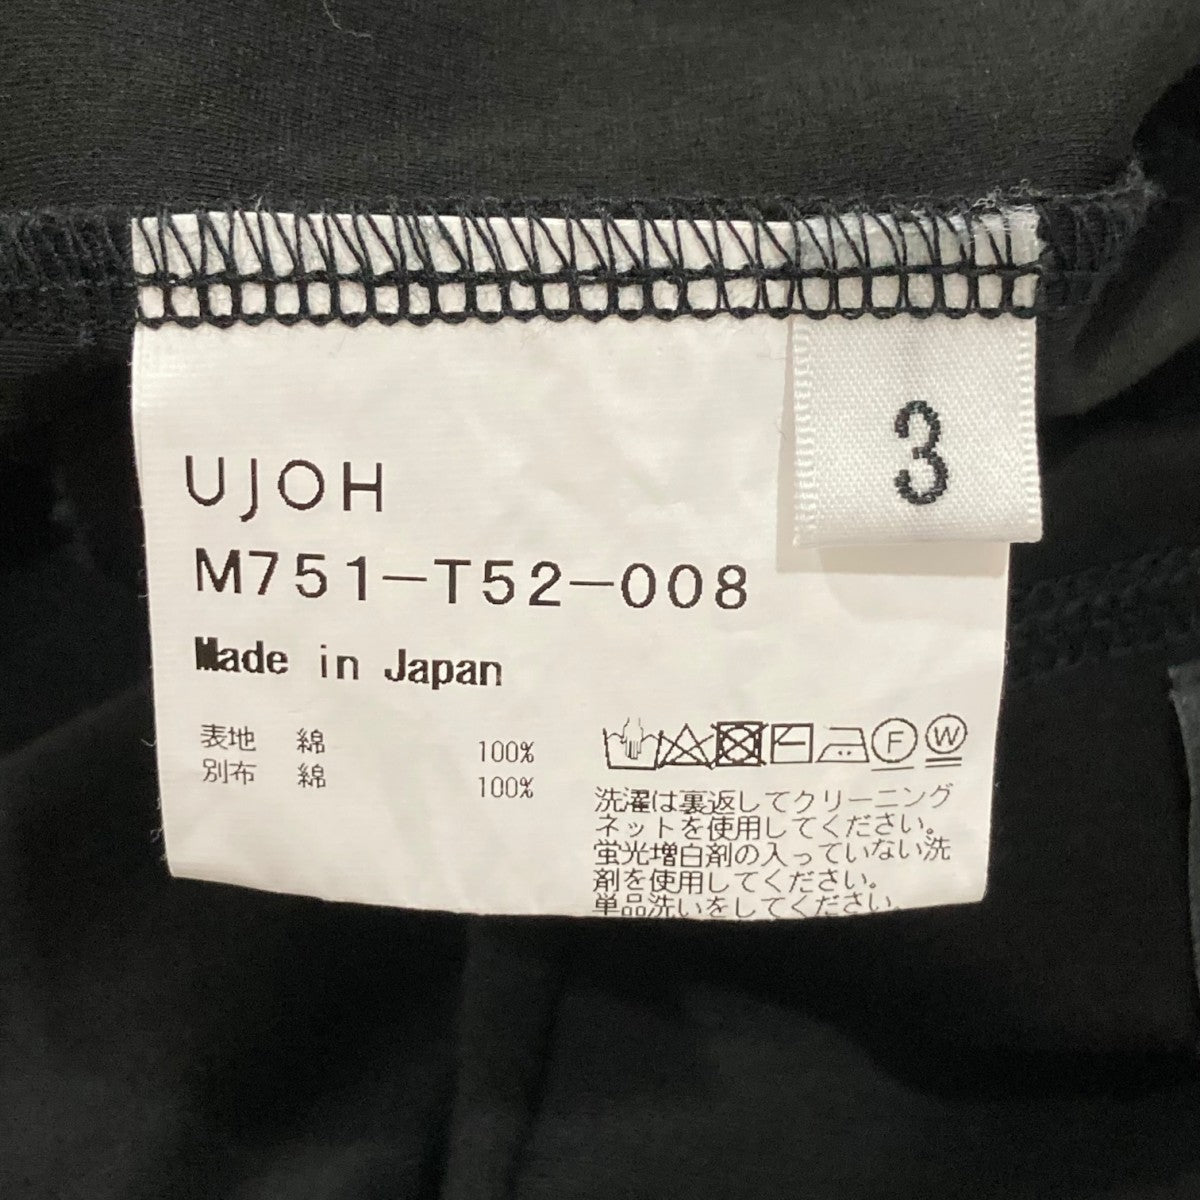 3
UJOH
M751-T52-008
Made in Japan
表地 綿 100%
別布 綿 100%
F W
洗濯は裏返してクリーニング
ネットを使用してください。
蛍光増白剤の入っていない洗
剤を使用してください。
単品洗いをしてください。